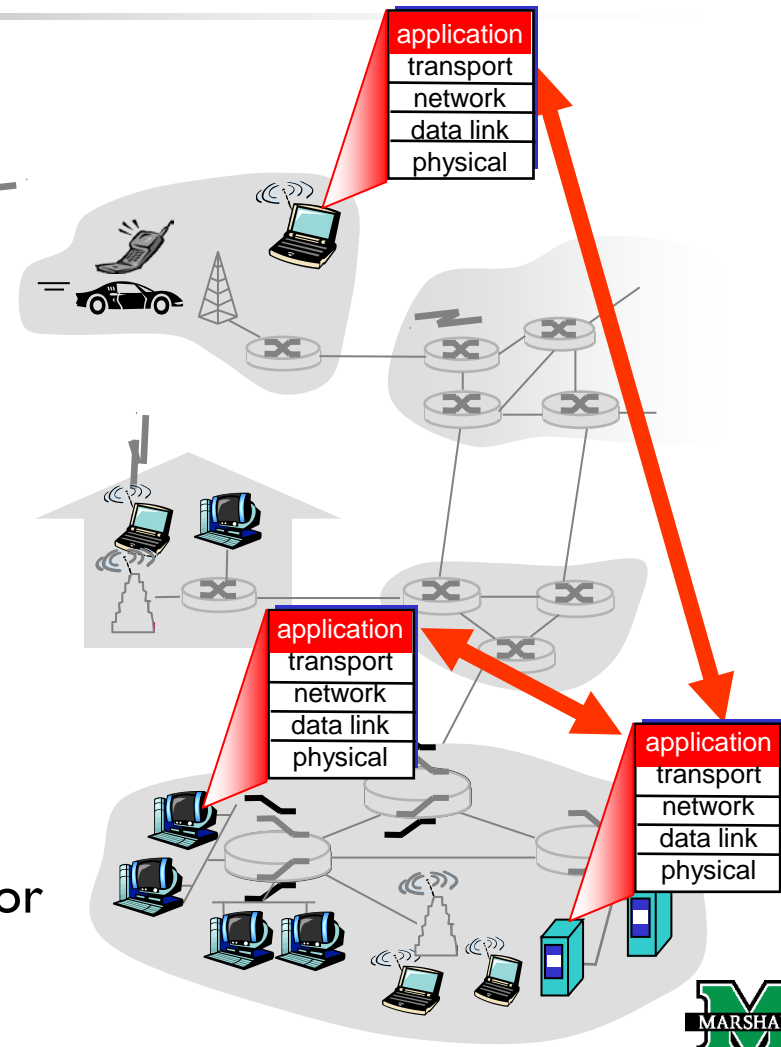 application
transport
network
data link
physical
application
transport
network
data link
physical
application
transport
network
data link
physical
or
MARSHA